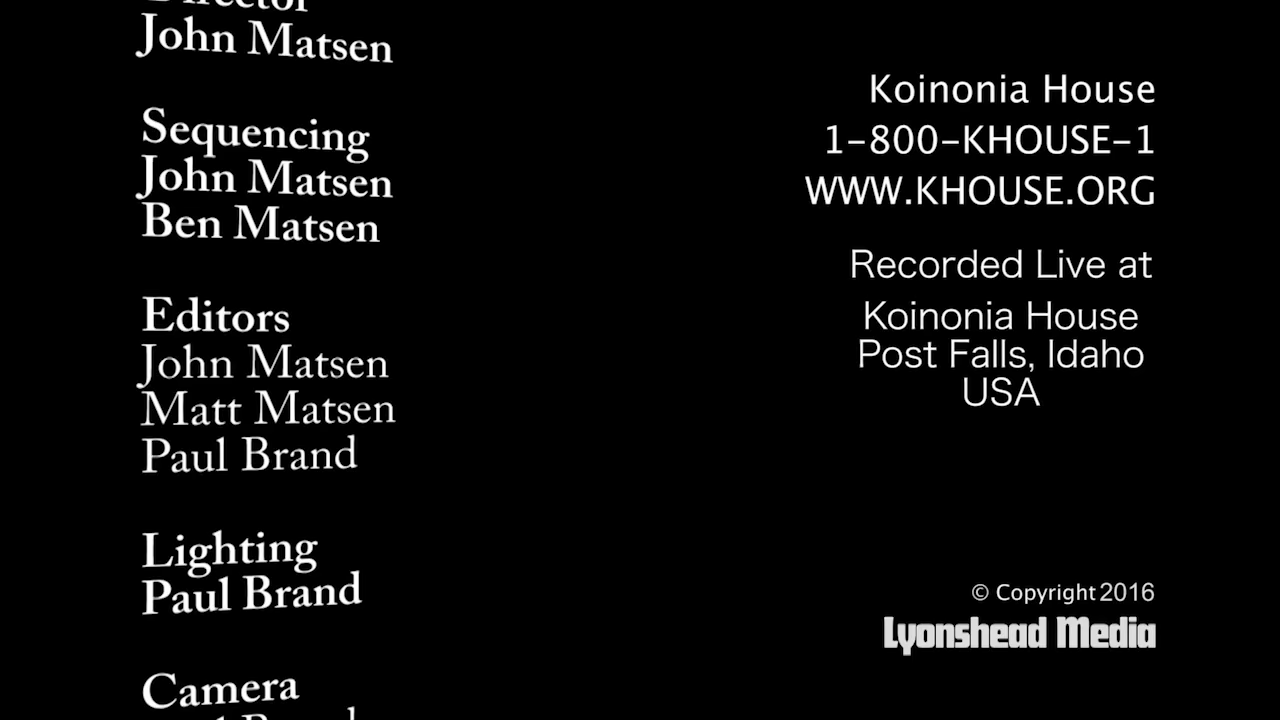 Director
John Matsen
Sequencing
John Matsen
Ben Matsen
Editors
John Matsen
Matt Matsen
Paul Brand
Lighting
Paul Brand
Camera
Koinonia House
1-800-KHOUSE-1
WWW.KHOUSE.ORG
Recorded Live at
Koinonia House
Post Falls, Idaho
USA
© Copyright 2016
Lyonshead Media